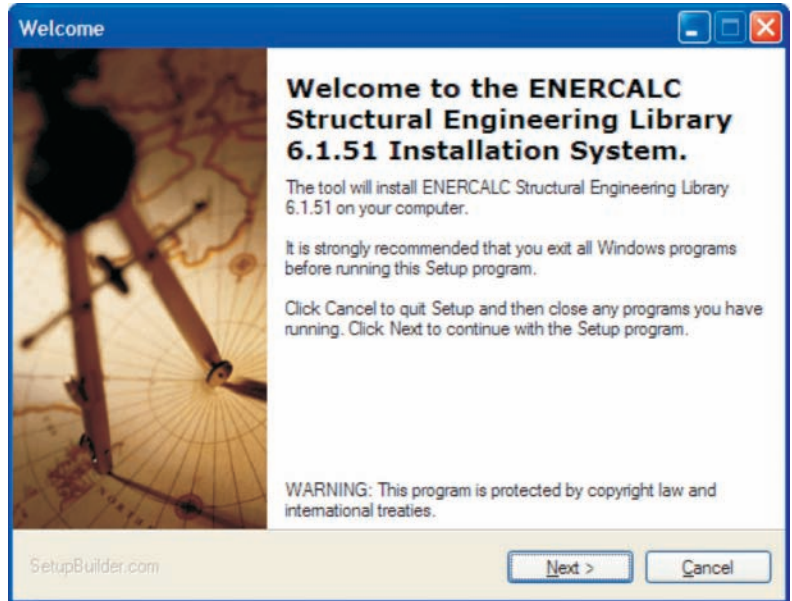 Welcome
Welcome to the ENERCALC
Structural Engineering Library
6.1.51 Installation System.
The tool will install ENERCALC Structural Engineering Library
6.1.51 on your computer.
It is strongly recommended that you exit all Windows programs
before running this Setup program.
Click Cancel to quit Setup and then close any programs you have
running. Click Next to continue with the Setup program.
WARNING: This program is protected by copyright law and
international treaties.
SetupBuilder.com
Next >
Cancel